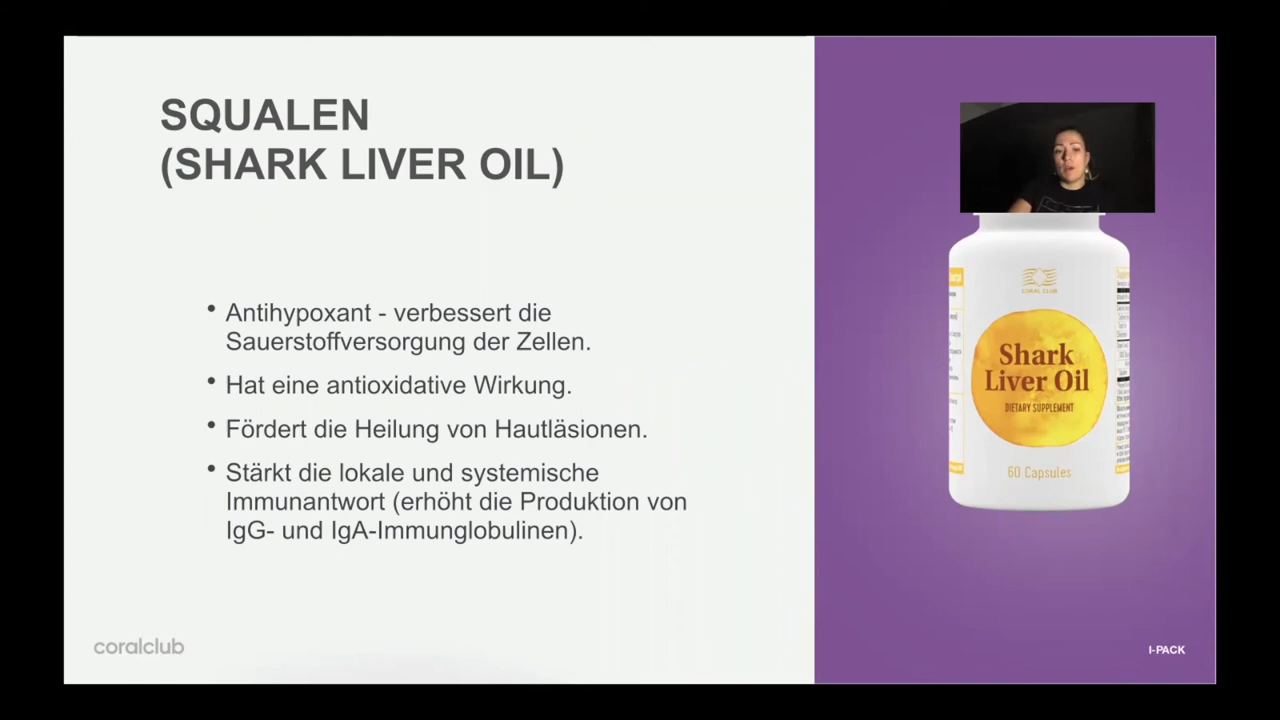 SQUALEN
(SHARK LIVER OIL)
• Antihypoxant - verbessert die
Sauerstoffversorgung der Zellen.
• Hat eine antioxidative Wirkung.
• Fördert die Heilung von Hautläsionen.
• Stärkt die lokale und systemische
Immunantwort (erhöht die Produktion von
IgG- und IgA-Immunglobulinen).
coralclub
CORAL CLUB
Shark
Liver Oil
DIETARY SUPPLEMENT
60 Capsules
I-PACK